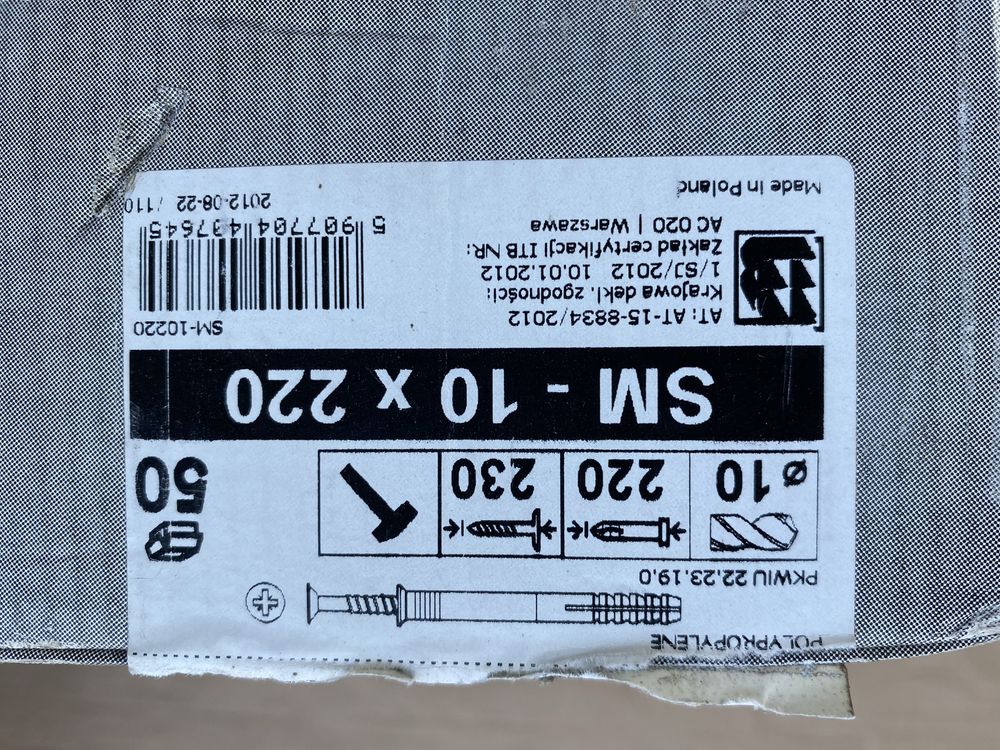 POLYPROPYLENE
PKWiU 22.23.19.0
ø 10
220
230
50
SM - 10 x 220
AT: AT-15-8834/2012
Krajowa dekl. zgodności:
1/SJ/2012 10.01.2012
Zakład certyfikacji ITB NR:
AC 020 | Warszawa
Made in Poland
SM-10220
5 907704 437645
2012-08-22 / 110